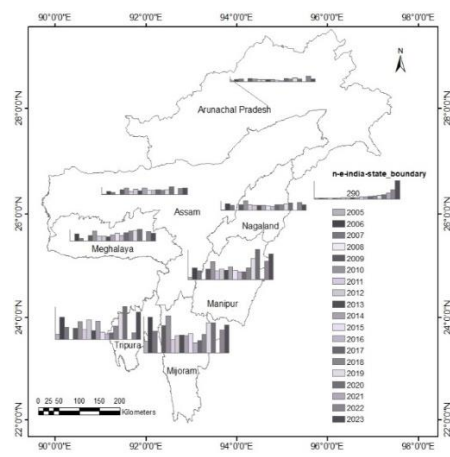 90°0'0"E 92°0'0"E 94°0'0"E 96°0'0"E 98°0'0"E
N
28°0'0"N
28°0'0"N
Arunachal Pradesh
n-e-india-state_boundary
290
26°0'0"N
26°0'0"N
Assam
Nagaland
Meghalaya
Manipur
24°0'0"N
24°0'0"N
Tripura
Mijoram
2005
2006
2007
2008
2009
2010
2011
2012
2013
2014
2015
2016
2017
2018
2019
2020
2021
2022
2023
0 25 50 100 150 200
Kilometers
22°0'0"N
22°0'0"N
90°0'0"E 92°0'0"E 94°0'0"E 96°0'0"E 98°0'0"E